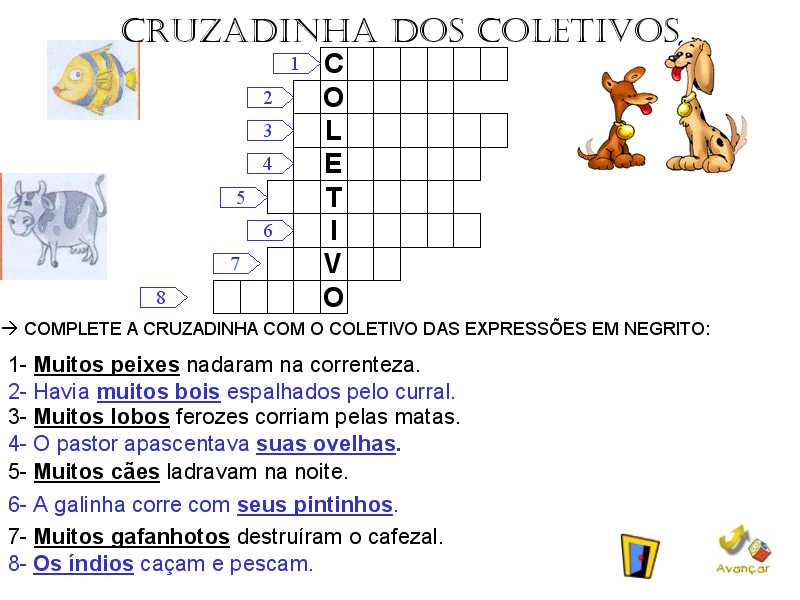 CRUZADINHA DOS COLETIVOS
1 C
2 O
3 L
4 E
5 T
6 I
7 V
8 O
→ COMPLETE A CRUZADINHA COM O COLETIVO DAS EXPRESSÕES EM NEGRITO:
1- Muitos peixes nadaram na correnteza.
2- Havia muitos bois espalhados pelo curral.
3- Muitos lobos ferozes corriam pelas matas.
4- O pastor apascentava suas ovelhas.
5- Muitos cães ladravam na noite.
6- A galinha corre com seus pintinhos.
7- Muitos gafanhotos destruíram o cafezal.
8- Os índios caçam e pescam.
Avançar